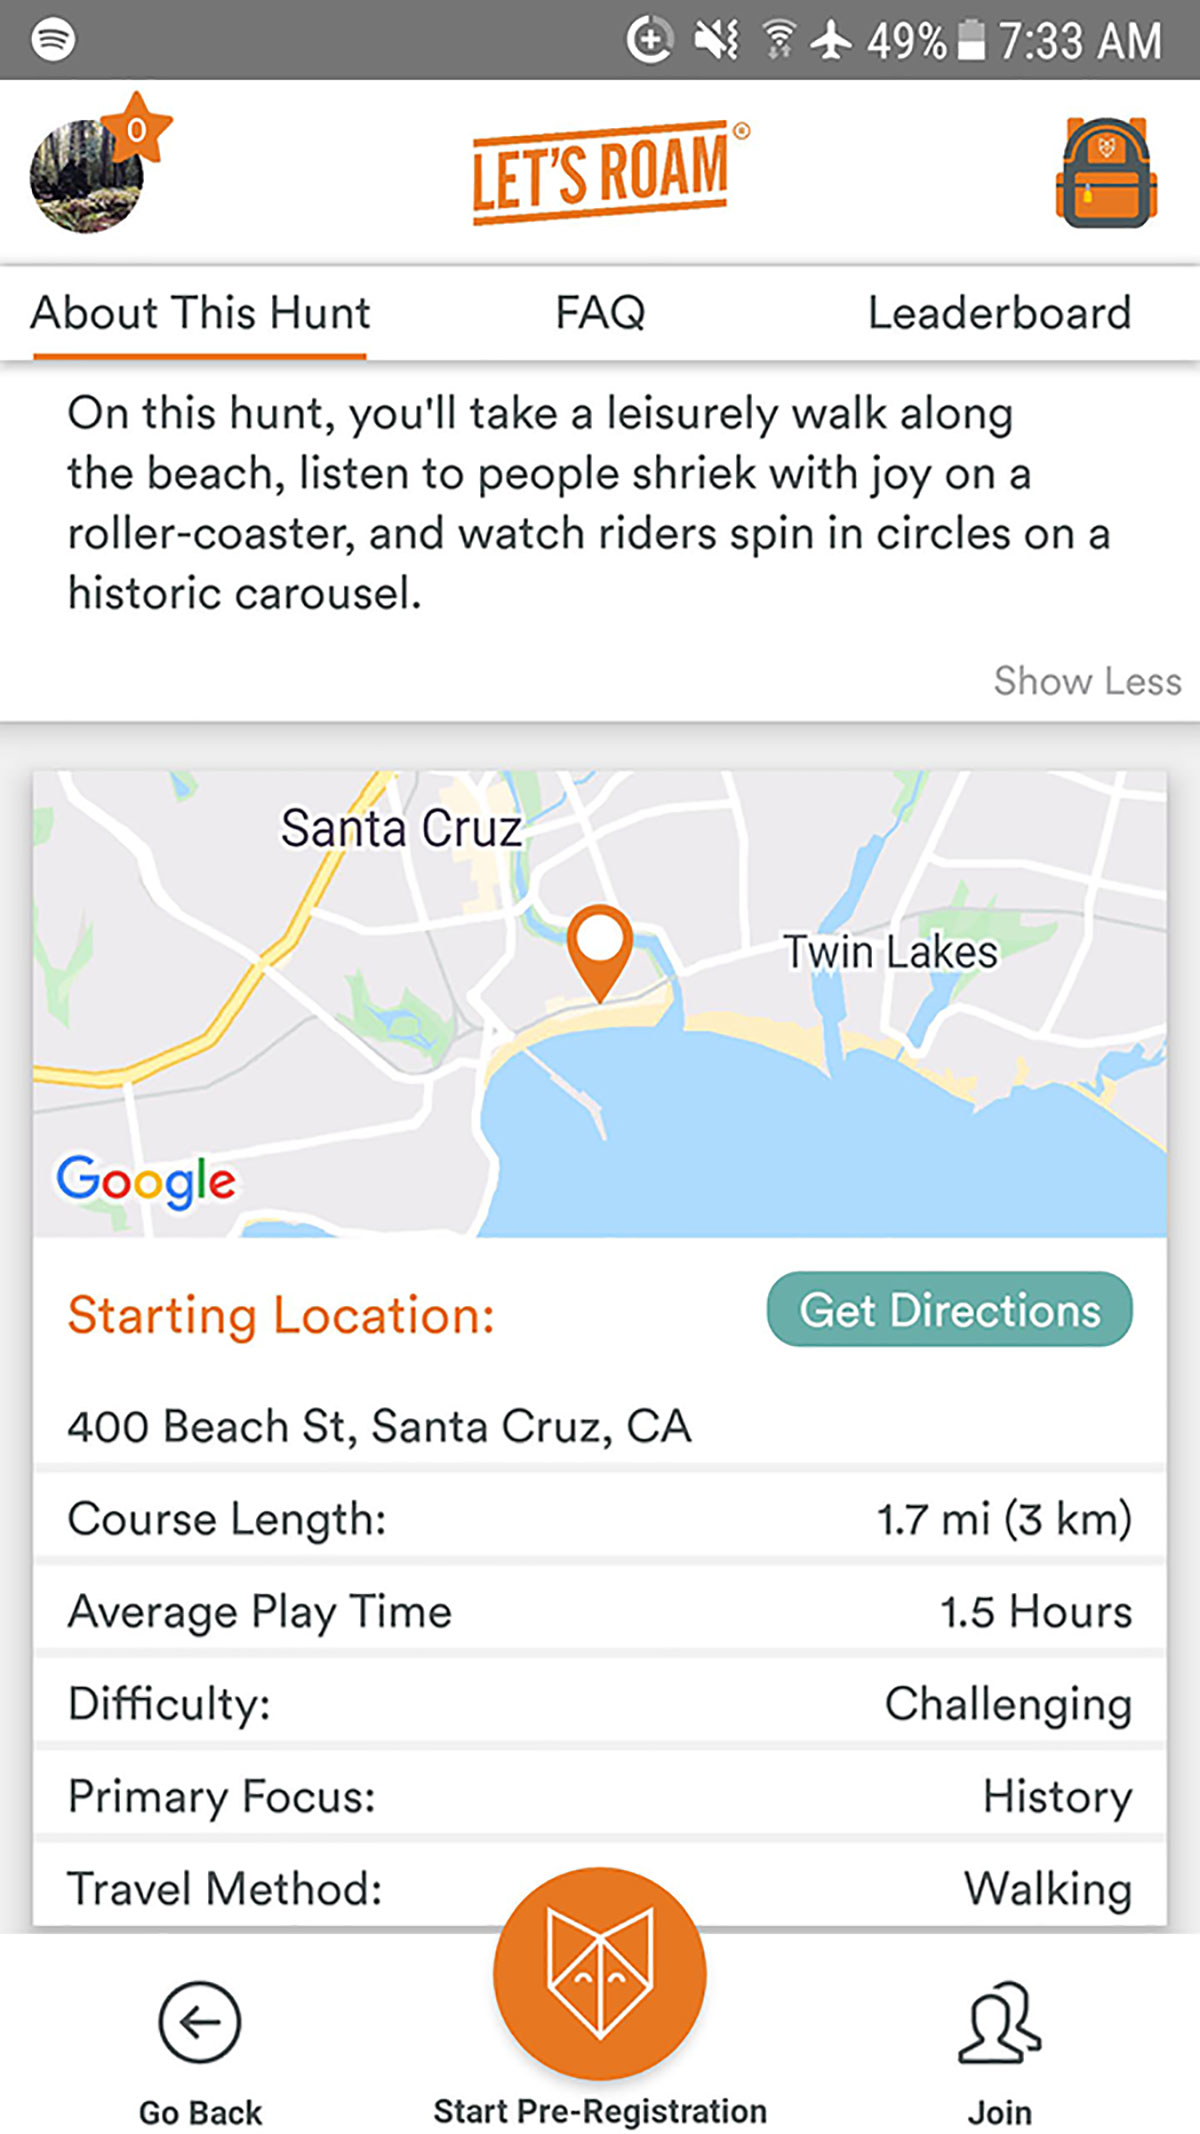 49% 7:33 AM
0
LET'S ROAM®
About This Hunt FAQ Leaderboard
On this hunt, you'll take a leisurely walk along
the beach, listen to people shriek with joy on a
roller-coaster, and watch riders spin in circles on a
historic carousel.
Show Less
Santa Cruz
Twin Lakes
Google
Starting Location: Get Directions
400 Beach St, Santa Cruz, CA
Course Length: 1.7 mi (3 km)
Average Play Time 1.5 Hours
Difficulty: Challenging
Primary Focus: History
Travel Method: Walking
Go Back Start Pre-Registration Join